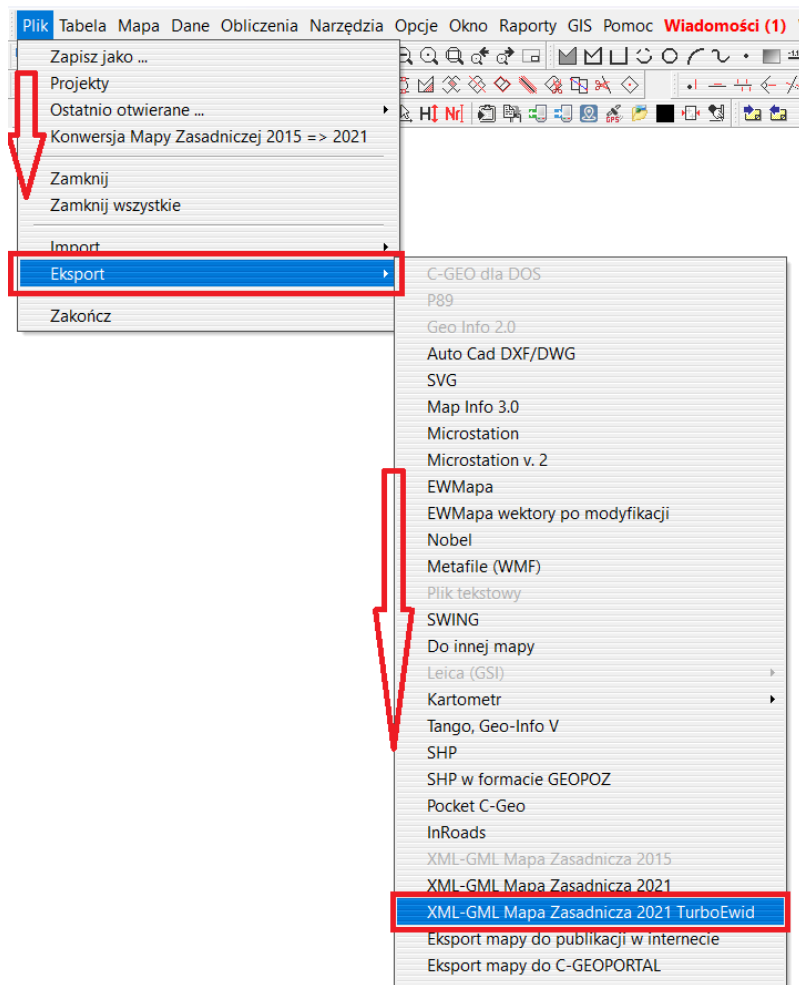 Plik Tabela Mapa Dane Obliczenia Narzędzia Opcje Okno Raporty GIS Pomoc Wiadomości (1)
Zapisz jako ...
Projekty
Ostatnio otwierane ...
Konwersja Mapy Zasadniczej 2015 => 2021
Zamknij
Zamknij wszystkie
Import
Eksport
Zakończ
H Nr
GPS
C-GEO dla DOS
P89
Geo Info 2.0
Auto Cad DXF/DWG
SVG
Map Info 3.0
Microstation
Microstation v. 2
EWMapa
EWMapa wektory po modyfikacji
Nobel
Metafile (WMF)
Plik tekstowy
SWING
Do innej mapy
Leica (GSI)
Kartometr
Tango, Geo-Info V
SHP
SHP w formacie GEOPOZ
Pocket C-Geo
InRoads
XML-GML Mapa Zasadnicza 2015
XML-GML Mapa Zasadnicza 2021
XML-GML Mapa Zasadnicza 2021 TurboEwid
Eksport mapy do publikacji w internecie
Eksport mapy do C-GEOPORTAL